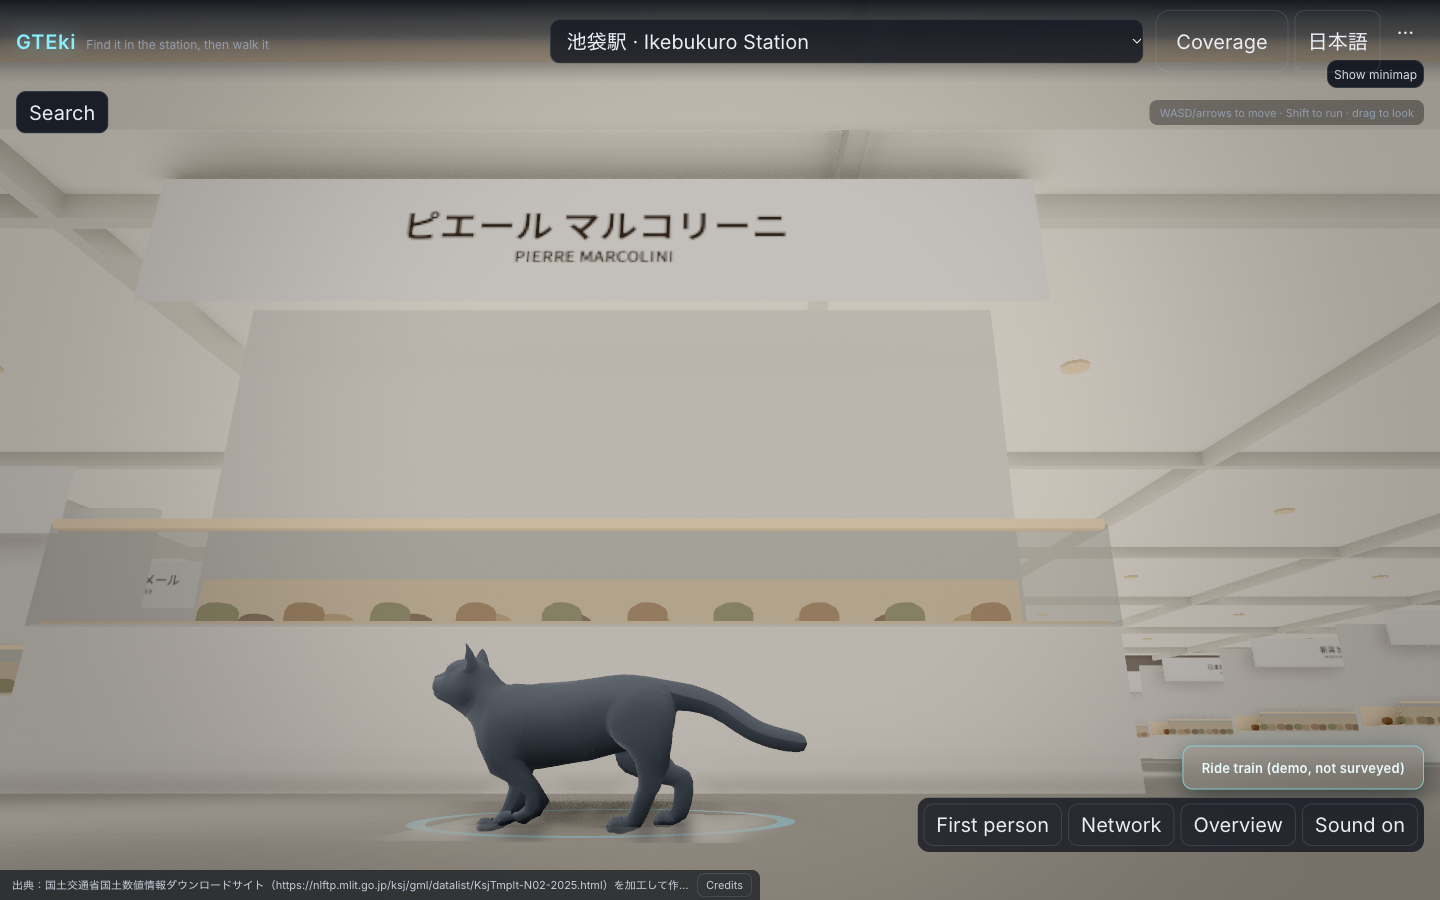 GTEki Find it in the station, then walk it
池袋駅 · Ikebukuro Station
Coverage
日本語
...
Show minimap
Search
WASD/arrows to move · Shift to run · drag to look
ピエール マルコリーニ
PIERRE MARCOLINI
メール
Ride train (demo, not surveyed)
First person
Network
Overview
Sound on
出典：国土交通省国土数値情報ダウンロードサイト（https://nlftp.mlit.go.jp/ksj/gml/datalist/KsjTmplt-N02-2025.html）を加工して作...
Credits